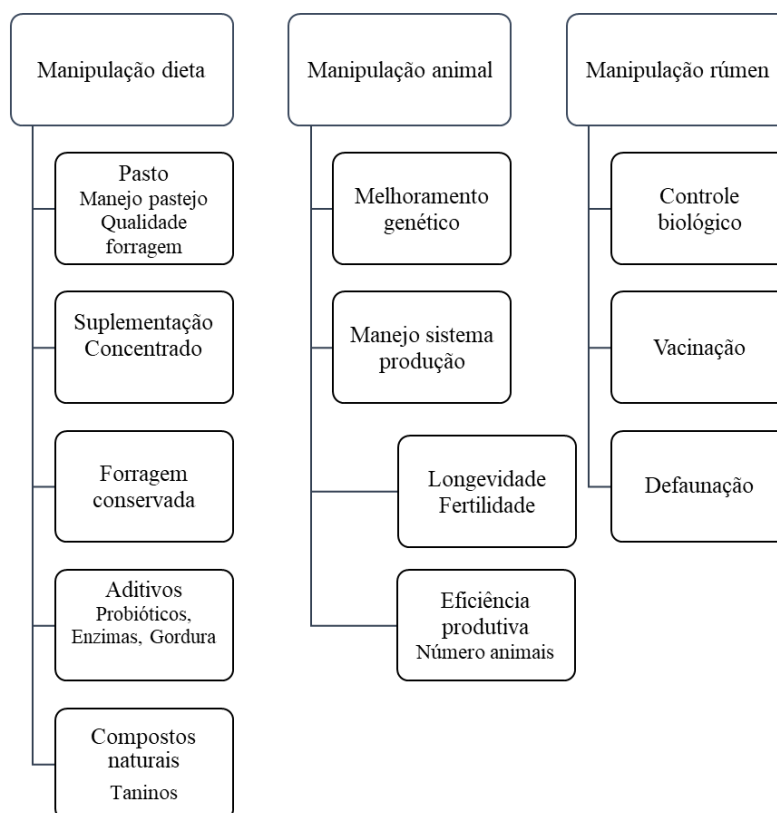 Manipulação dieta
Pasto
Manejo pastejo
Qualidade
forragem
Suplementação
Concentrado
Forragem
conservada
Aditivos
Probióticos,
Enzimas, Gordura
Compostos
naturais
Taninos
Manipulação animal
Melhoramento
genético
Manejo sistema
produção
Longevidade
Fertilidade
Eficiência
produtiva
Número animais
Manipulação rúmen
Controle
biológico
Vacinação
Defaunação